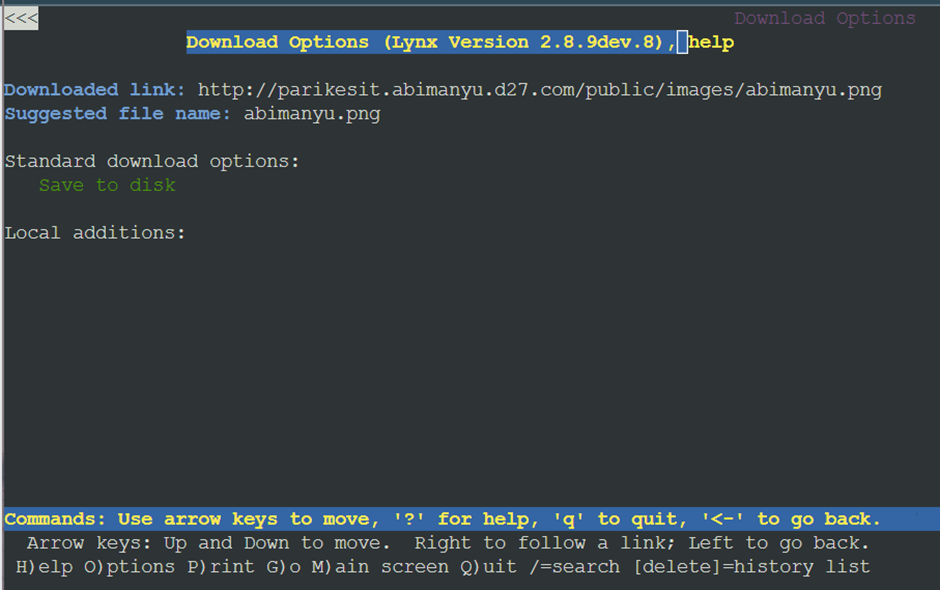 <<< Download Options
Download Options (Lynx Version 2.8.9dev.8), help
Downloaded link: http://parikesit.abimanyu.d27.com/public/images/abimanyu.png
Suggested file name: abimanyu.png
Standard download options:
Save to disk
Local additions:
Commands: Use arrow keys to move, '?' for help, 'q' to quit, '<-' to go back.
Arrow keys: Up and Down to move. Right to follow a link; Left to go back.
H)elp O)ptions P)rint G)o M)ain screen Q)uit /=search [delete]=history list